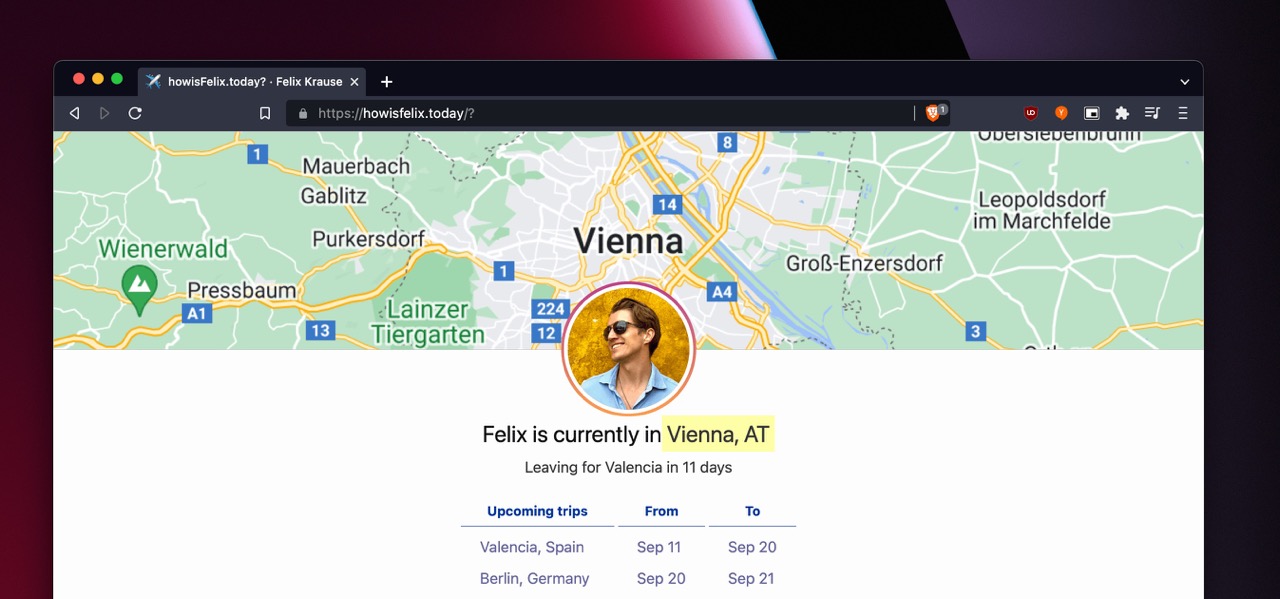 howisFelix.today? · Felix Krause
https://howisfelix.today/?
1
UD
Y
1
Mauerbach
Gablitz
8
Obersiebenbrunn
14
Leopoldsdorf
im Marchfelde
Purkersdorf
Vienna
Wienerwald
1
Groß-Enzersdorf
Pressbaum
A4
A1
Lainzer
Tiergarten
224
13
12
3
Felix is currently in Vienna, AT
Leaving for Valencia in 11 days
Upcoming trips From To
Valencia, Spain Sep 11 Sep 20
Berlin, Germany Sep 20 Sep 21